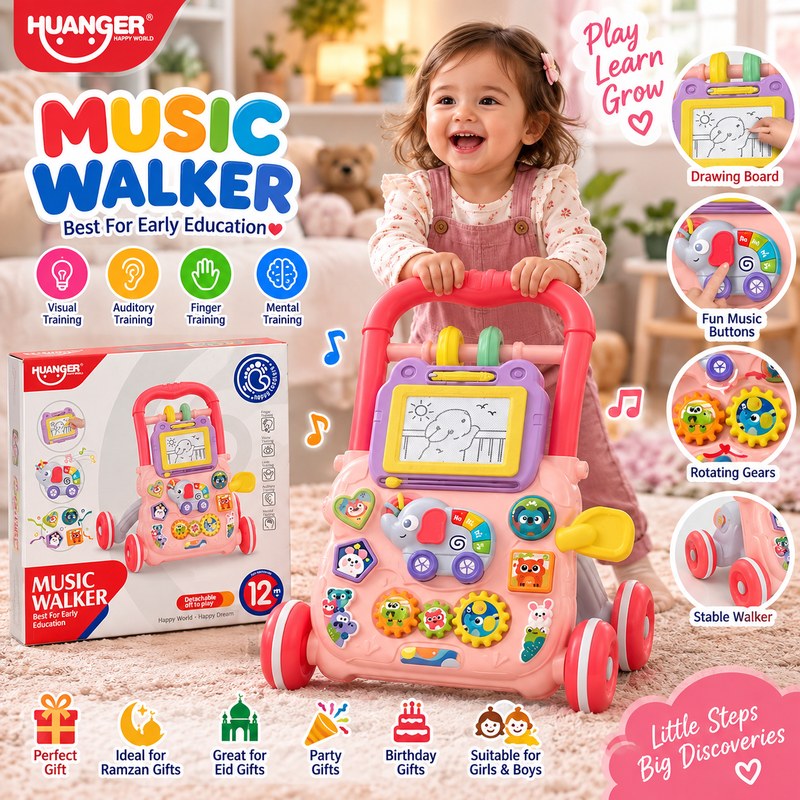 HUANGER®
HAPPY WORLD
MUSIC
WALKER
Best For Early Education
Visual
Training
Auditory
Training
Finger
Training
Mental
Training
Play
Learn
Grow
Drawing Board
Fun Music
Buttons
Rotating Gears
Stable Walker
HUANGER
MUSIC
WALKER
Best For Early
Education
Detachable
Happy World - Happy Dream
12
Perfect
Gift
Ideal for
Ramzan Gifts
Great for
Eid Gifts
Party
Gifts
Birthday
Gifts
Suitable for
Girls & Boys
Little Steps
Big Discoveries